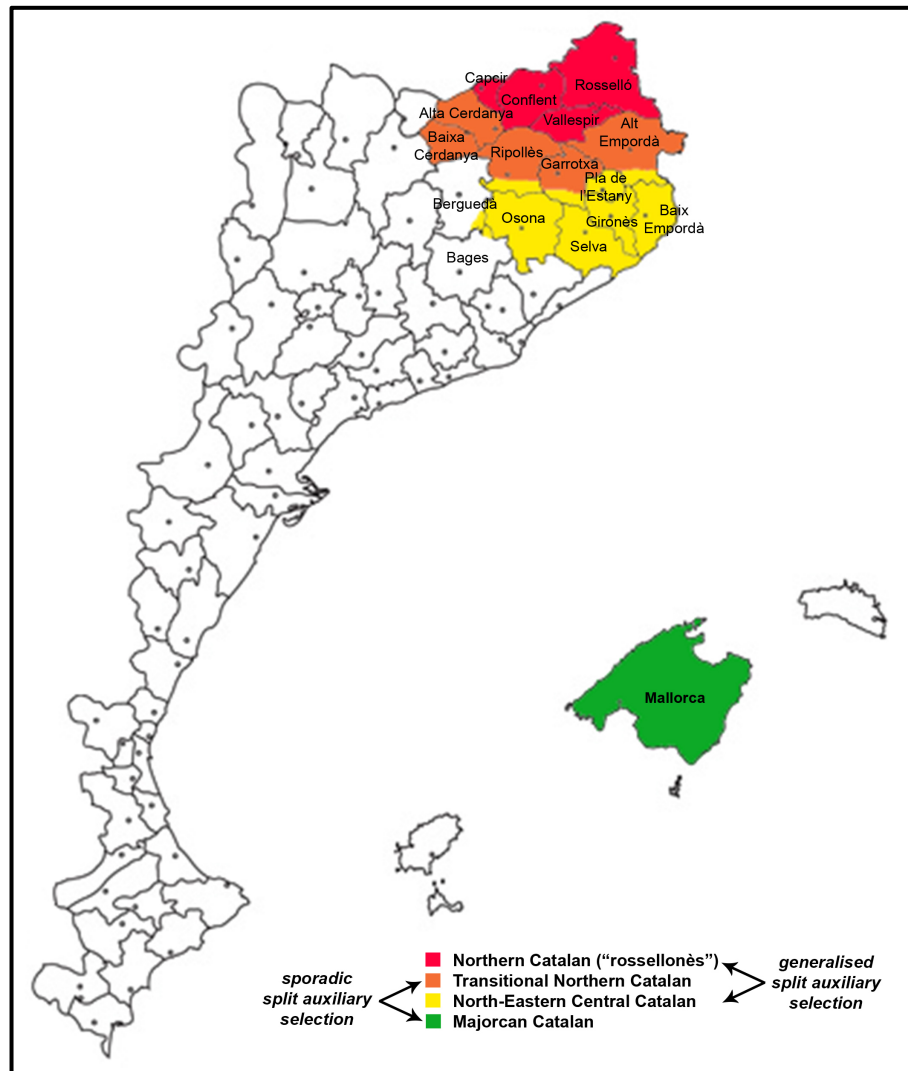 Capcir
Rosselló
Conflent
Alta Cerdanya
Vallespir
Alt
Empordà
Baixa
Cerdanya
Ripollès
Garrotxa
Pla de
l'Estany
Berguedà
Osona
Gironès
Baix
Empordà
Selva
Bages
Mallorca
Northern Catalan (“rossellonès”)
Transitional Northern Catalan
North-Eastern Central Catalan
Majorcan Catalan
sporadic
split auxiliary
selection
generalised
split auxiliary
selection